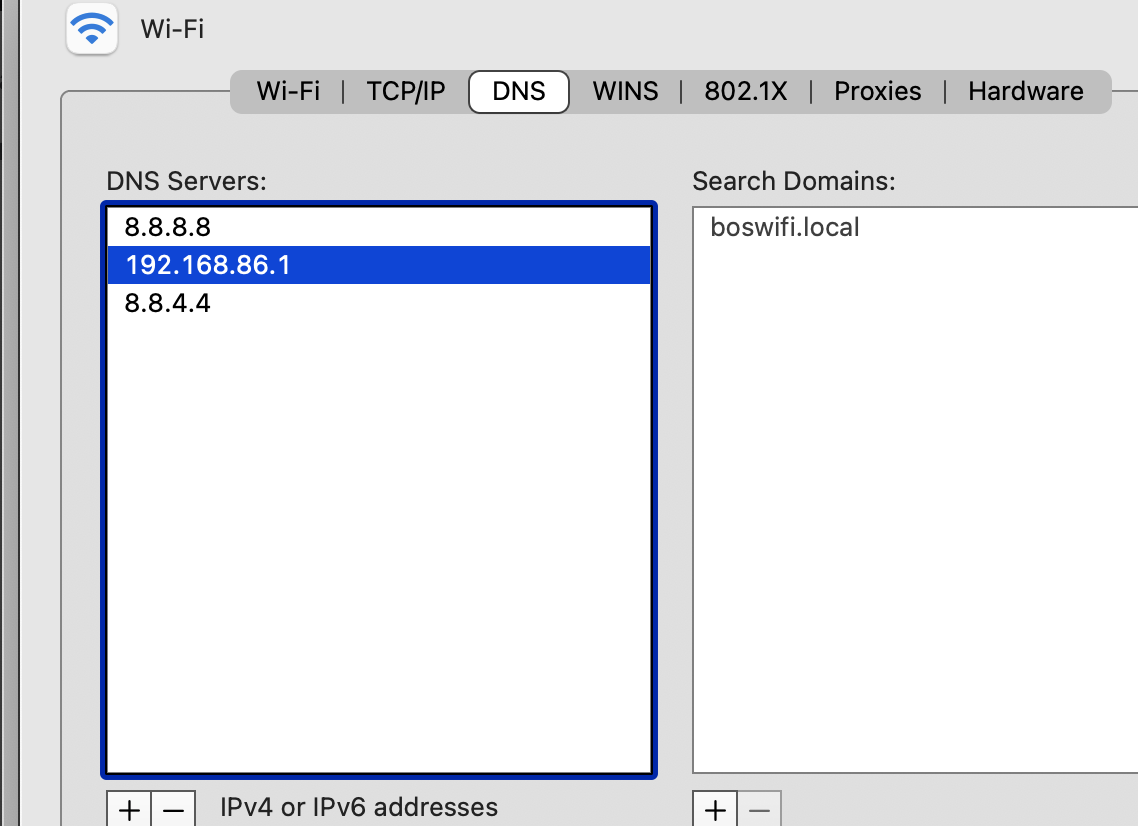 Wi-Fi
Wi-Fi | TCP/IP DNS WINS | 802.1X | Proxies | Hardware
DNS Servers:
8.8.8.8
192.168.86.1
8.8.4.4
+ − IPv4 or IPv6 addresses
Search Domains:
boswifi.local
+ −